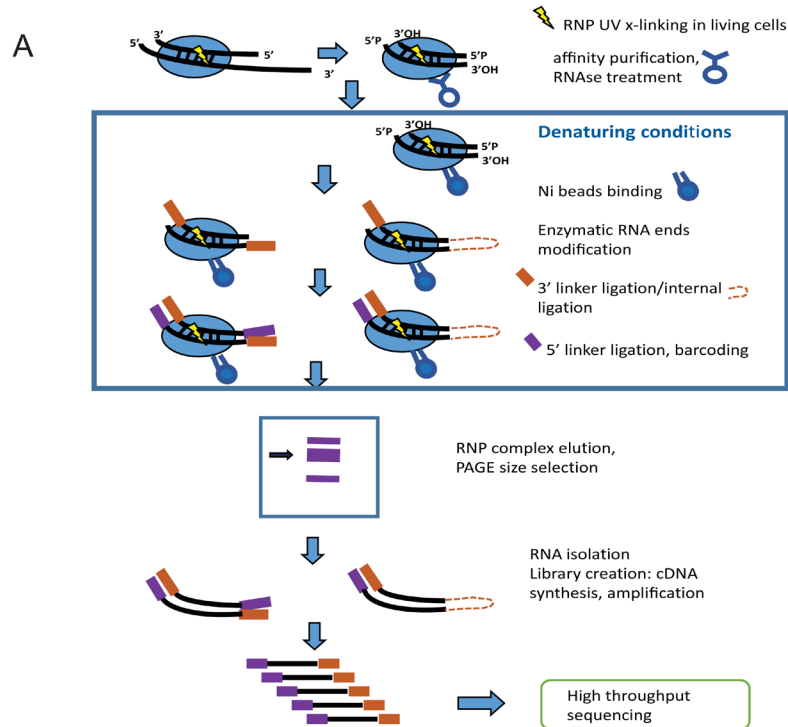 A
5'
3'
5'
3'
5'P
3'OH
5'P
3'OH
RNP UV x-linking in living cells
affinity purification,
RNAse treatment
Denaturing conditions
5'P
3'OH
5'P
3'OH
Ni beads binding
Enzymatic RNA ends
modification
3' linker ligation/internal
ligation
5' linker ligation, barcoding
RNP complex elution,
PAGE size selection
RNA isolation
Library creation: cDNA
synthesis, amplification
High throughput
sequencing